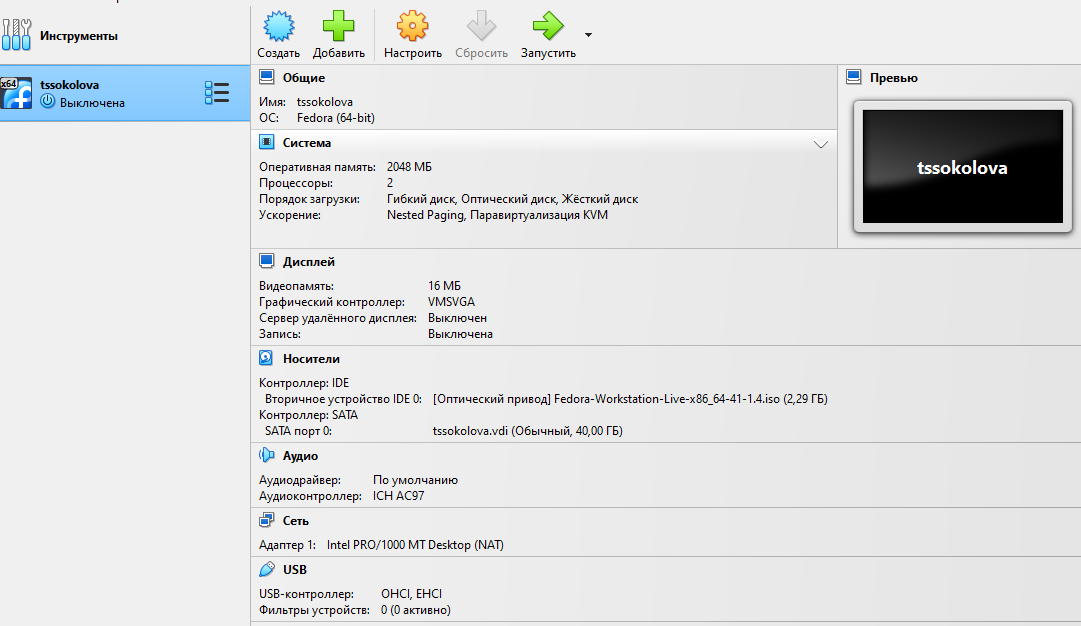 Инструменты
Создать Добавить Настроить Сбросить Запустить
x64
tssokolova
Выключена
Общие
Имя: tssokolova
ОС: Fedora (64-bit)
Система
Оперативная память: 2048 МБ
Процессоры: 2
Порядок загрузки: Гибкий диск, Оптический диск, Жёсткий диск
Ускорение: Nested Paging, Паравиртуализация KVM
Превью
tssokolova
Дисплей
Видеопамять: 16 МБ
Графический контроллер: VMSVGA
Сервер удалённого дисплея: Выключен
Запись: Выключена
Носители
Контроллер: IDE
Вторичное устройство IDE 0: [Оптический привод] Fedora-Workstation-Live-x86_64-41-1.4.iso (2,29 ГБ)
Контроллер: SATA
SATA порт 0: tssokolova.vdi (Обычный, 40,00 ГБ)
Аудио
Аудиодрайвер: По умолчанию
Аудиоконтроллер: ICH AC97
Сеть
Адаптер 1: Intel PRO/1000 MT Desktop (NAT)
USB
USB-контроллер: OHCI, EHCI
Фильтры устройств: 0 (0 активно)